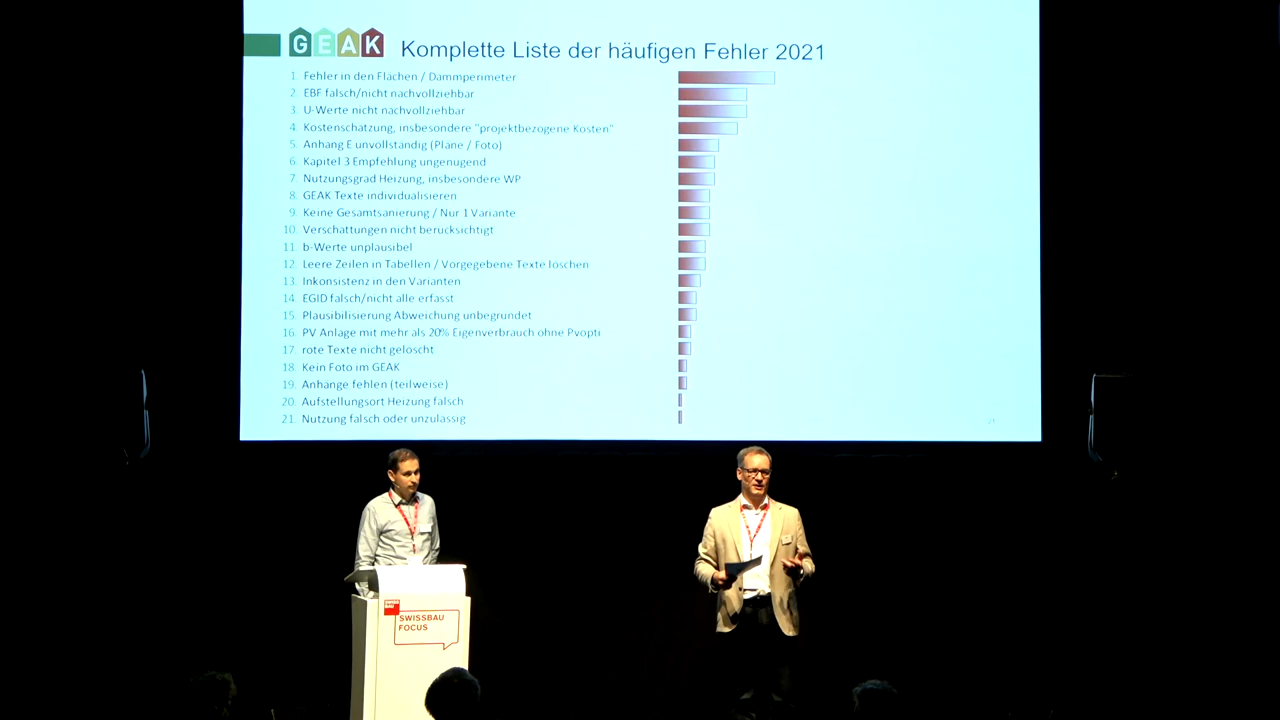 GEAK Komplette Liste der häufigen Fehler 2021
1. Fehler in den Flächen / Dämmperimeter
2. EBF falsch/nicht nachvollziehbar
3. U-Werte nicht nachvollziehbar
4. Kostenschätzung, insbesondere "projektbezogene Kosten"
5. Anhang E unvollständig (Pläne / Foto)
6. Kapitel 3 Empfehlung ungenügend
7. Nutzungsgrad Heizung, insbesondere WP
8. GEAK Texte individualisieren
9. Keine Gesamtsanierung / Nur 1 Variante
10. Verschattungen nicht berücksichtigt
11. b-Werte unplausibel
12. Leere Zeilen in Tabellen / Vorgegebene Texte löschen
13. Inkonsistenz in den Varianten
14. EGID falsch/nicht alle erfasst
15. Plausibilisierung Abweichung unbegründet
16. PV Anlage mit mehr als 20% Eigenverbrauch ohne Pvopti
17. rote Texte nicht gelöscht
18. Kein Foto im GEAK
19. Anhänge fehlen (teilweise)
20. Aufstellungsort Heizung falsch
21. Nutzung falsch oder unzulässig
21
SWISSBAU
FOCUS